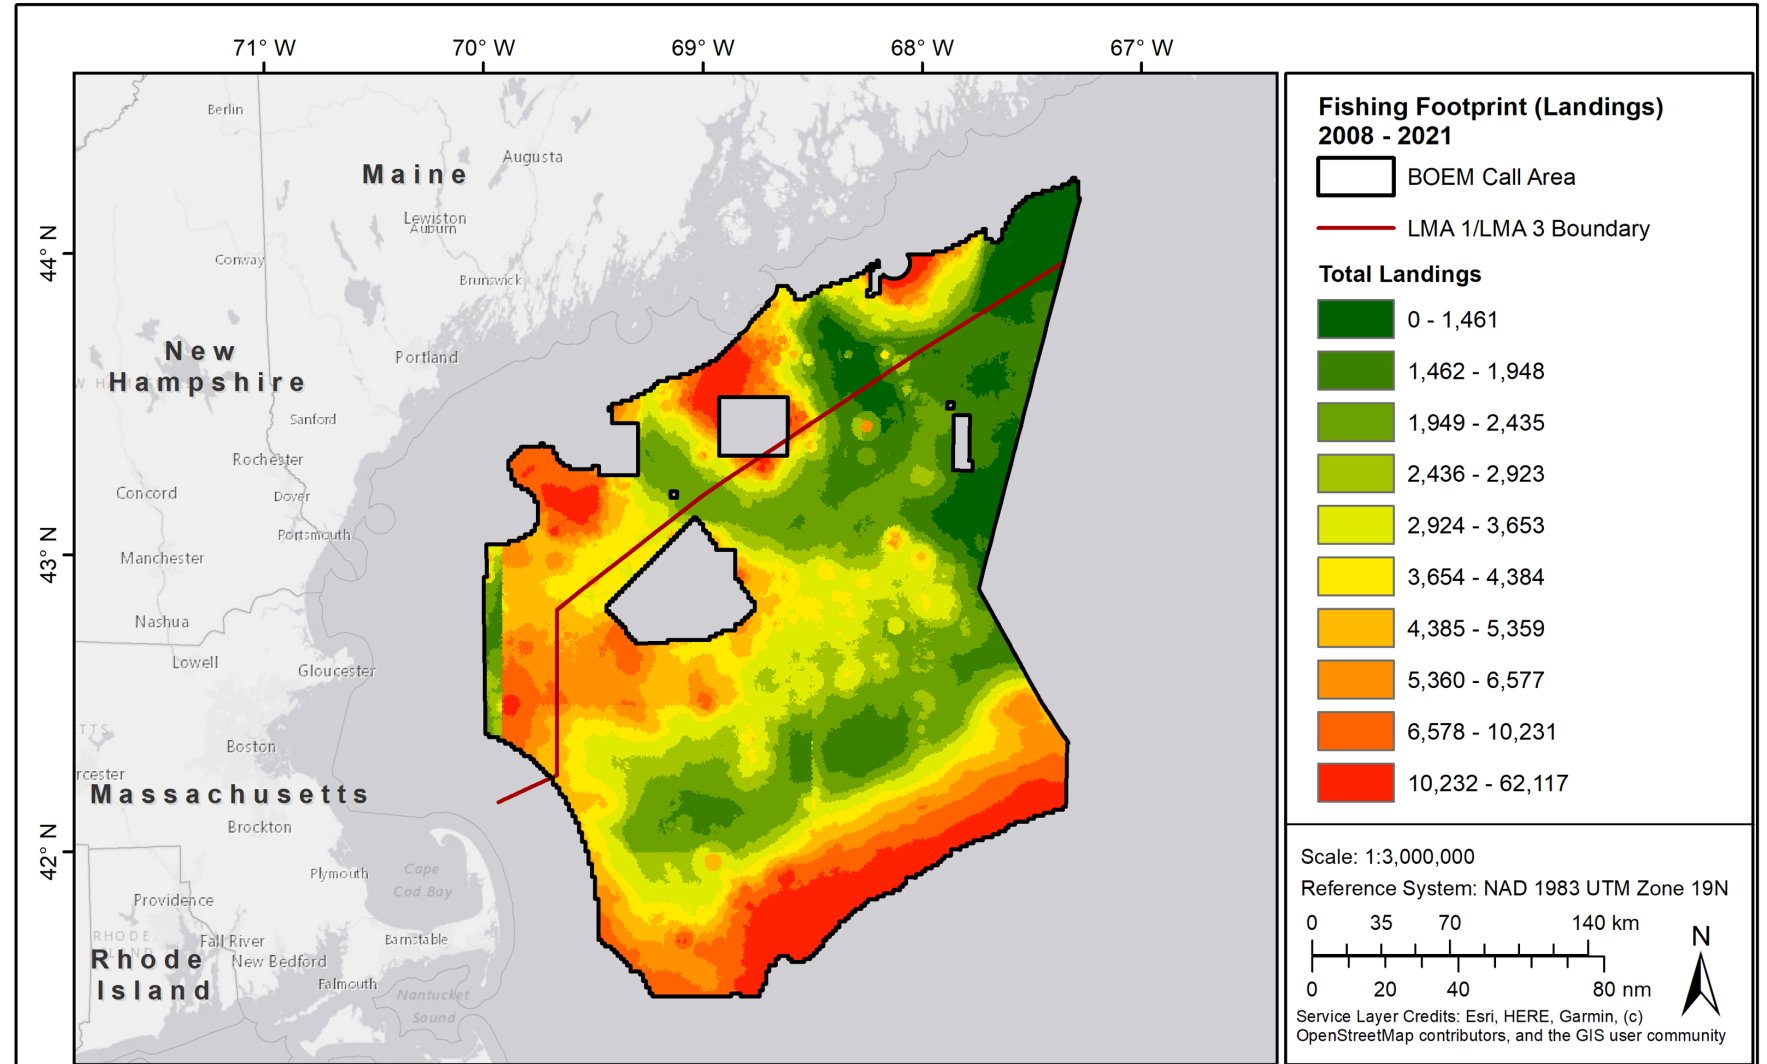 71° W
70° W
69° W
68° W
67° W
44° N
43° N
42° N
Berlin
Augusta
Maine
Lewiston
Auburn
Conway
Brunswick
New
Hampshire
Portland
Sanford
Rochester
Concord
Dover
Portsmouth
Manchester
Nashua
Lowell
Gloucester
Boston
rcester
Massachusetts
Brockton
Cape
Cod Bay
Plymouth
Providence
RHODE
Fall River
Barnstable
Rhode
Island
New Bedford
Falmouth
Nantucket
Sound
Fishing Footprint (Landings)
2008 - 2021
BOEM Call Area
LMA 1/LMA 3 Boundary
Total Landings
0 - 1,461
1,462 - 1,948
1,949 - 2,435
2,436 - 2,923
2,924 - 3,653
3,654 - 4,384
4,385 - 5,359
5,360 - 6,577
6,578 - 10,231
10,232 - 62,117
Scale: 1:3,000,000
Reference System: NAD 1983 UTM Zone 19N
0 35 70 140 km
0 20 40 80 nm
N
Service Layer Credits: Esri, HERE, Garmin, (c)
OpenStreetMap contributors, and the GIS user community